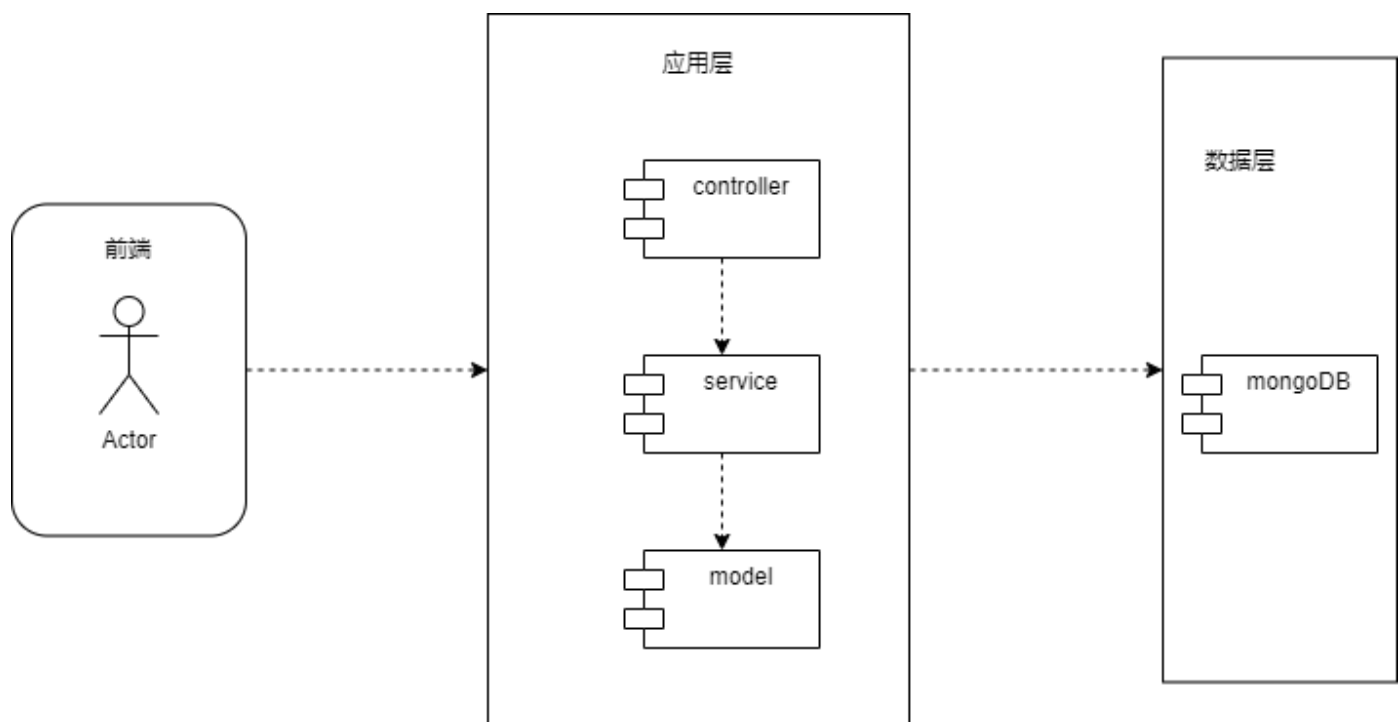 前端
Actor
应用层
controller
service
model
数据层
mongoDB